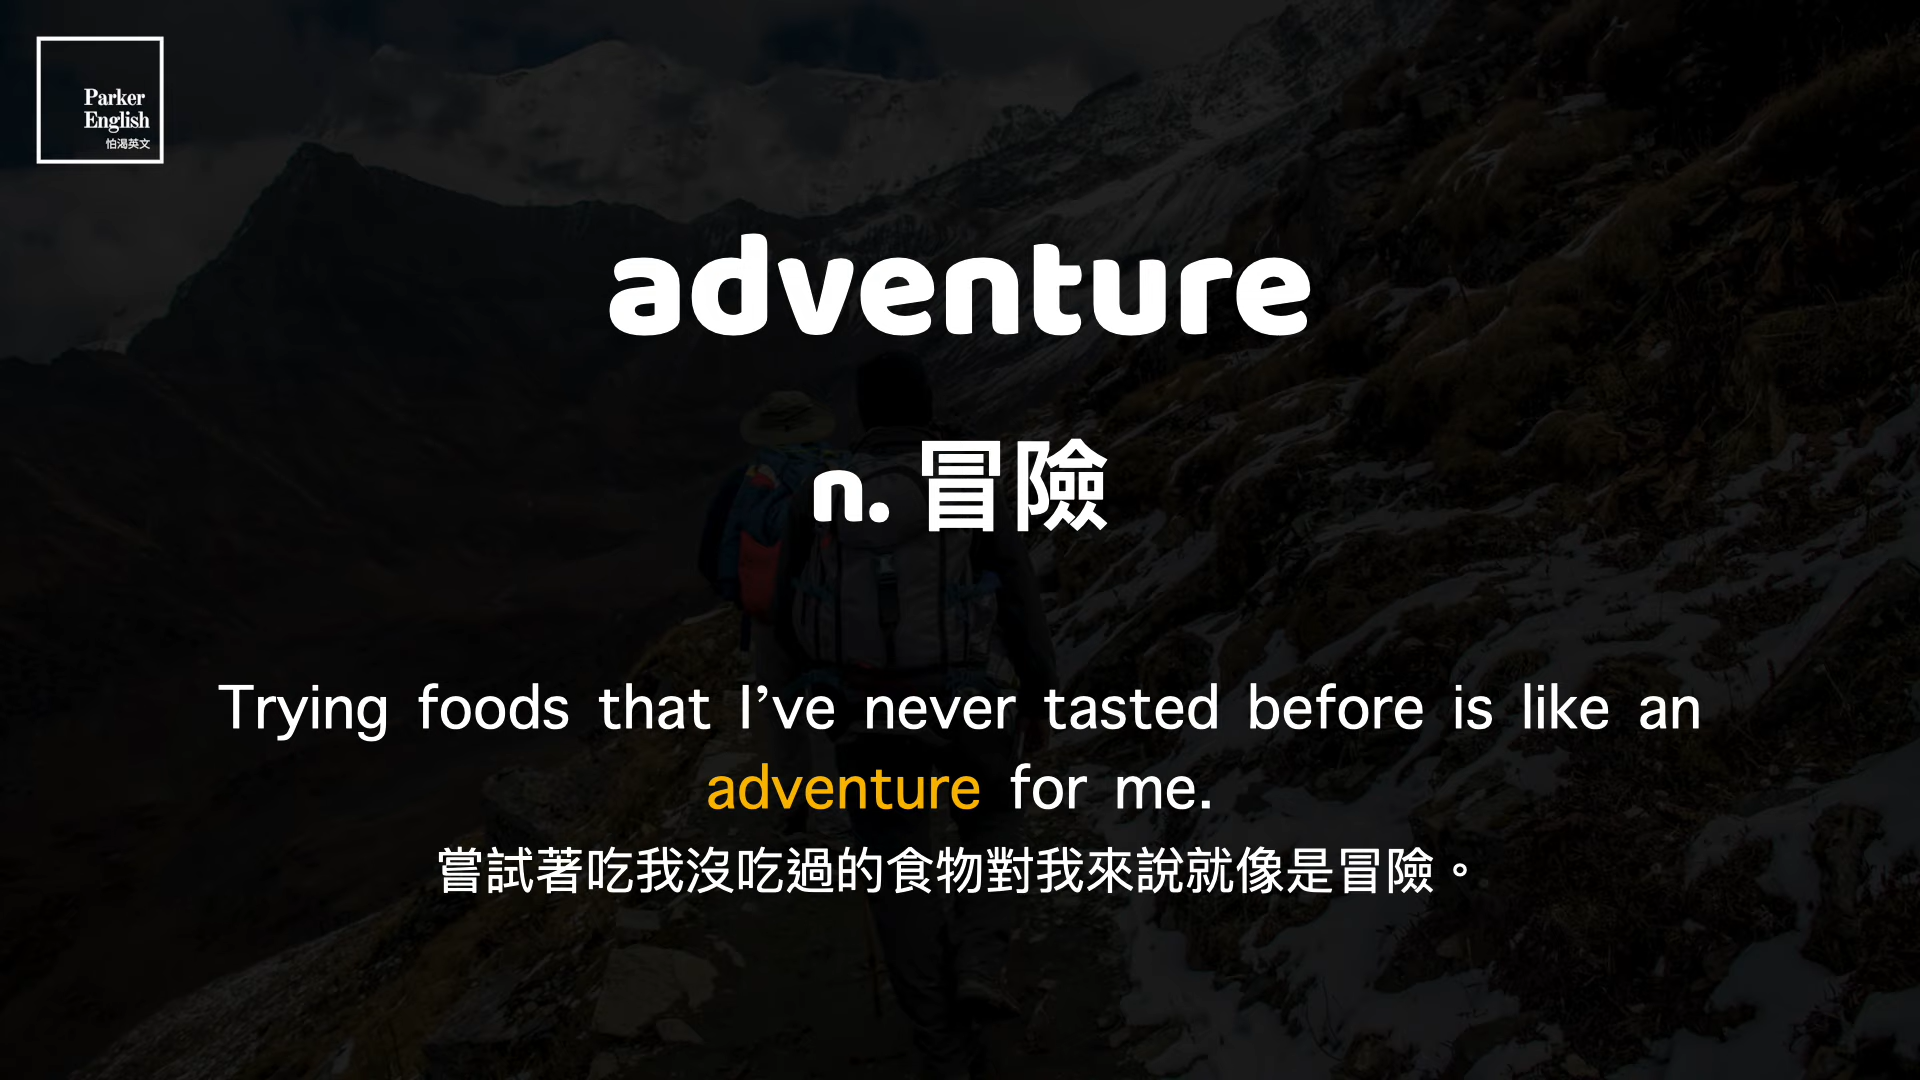 Parker
English
怕渴英文
adventure
n. 冒險
Trying foods that I’ve never tasted before is like an
adventure for me.
嘗試著吃我沒吃過的食物對我來說就像是冒險。